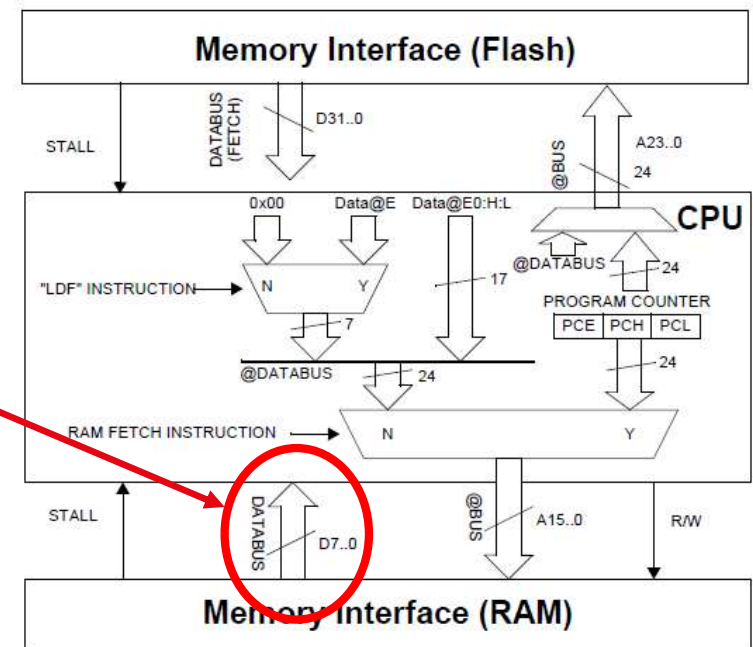 Memory Interface (Flash)
STALL
DATABUS
(FETCH)
D31..0
@BUS
A23..0
24
CPU
0x00
Data@E
Data@E0:H:L
"LDF" INSTRUCTION
N
Y
7
17
@DATABUS
24
PROGRAM COUNTER
PCE
PCH
PCL
@DATABUS
24
24
RAM FETCH INSTRUCTION
N
Y
STALL
DATABUS
D7..0
@BUS
A15..0
R/W
Memory Interface (RAM)